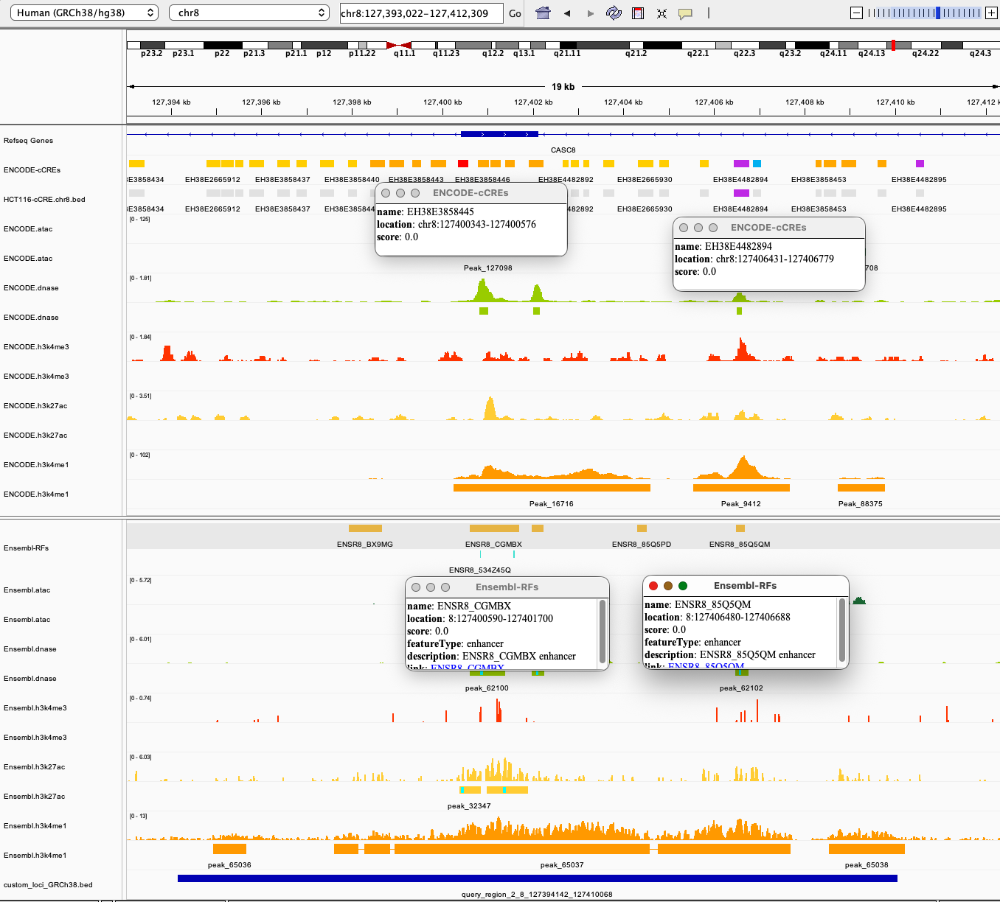 Human (GRCh38/hg38) chr8 chr8:127,393,022-127,412,309 Go
p23.2 p23.1 p22 p21.3 p21.1 p12 p11.22 q11.1 q11.23 q12.2 q13.1 q21.11 q21.2 q22.1 q22.3 q23.2 q24.11 q24.13 q24.22 q24.3
19 kb
127,394 kb 127,396 kb 127,398 kb 127,400 kb 127,402 kb 127,404 kb 127,406 kb 127,408 kb 127,410 kb 127,412 k
Refseq Genes
CASC8
ENCODE-cCREs
E3858434 EH38E2665912 EH38E3858437 EH38E3858440 EH38E3858443 EH38E3858446 EH38E4482892 EH38E2665930 EH38E4482894 EH38E3858453 EH38E4482895
HCT116-cCRE.chr8.bed
E3858434 EH38E2665912 EH38E3858437 EH38E38584 EH38E4482892 EH38E2665930 EH38E4482894 EH38E3858453 EH38E4482895
ENCODE-cCREs
name: EH38E3858445
location: chr8:127400343-127400576
score: 0.0
ENCODE-cCREs
name: EH38E4482894
location: chr8:127406431-127406779
score: 0.0
[0 - 125]
ENCODE.atac
ENCODE.atac
Peak_127098 708
[0 - 1.81]
ENCODE.dnase
ENCODE.dnase
[0 - 1.84]
ENCODE.h3k4me3
ENCODE.h3k4me3
[0 - 3.51]
ENCODE.h3k27ac
ENCODE.h3k27ac
[0 - 102]
ENCODE.h3k4me1
ENCODE.h3k4me1
Peak_16716 Peak_9412 Peak_88375
Ensembl-RFs
ENSR8_BX9MG ENSR8_CGMBX ENSR8_85Q5PD ENSR8_85Q5QM
ENSR8_534Z45Q
Ensembl-RFs
name: ENSR8_CGMBX
location: 8:127400590-127401700
score: 0.0
featureType: enhancer
description: ENSR8_CGMBX enhancer
link: ENSR8_CGMBX
Ensembl-RFs
name: ENSR8_85Q5QM
location: 8:127406480-127406688
score: 0.0
featureType: enhancer
description: ENSR8_85Q5QM enhancer
link: ENSR8_85Q5QM
[0 - 5.72]
Ensembl.atac
Ensembl.atac
[0 - 6.01]
Ensembl.dnase
Ensembl.dnase
peak_62100 peak_62102
[0 - 0.74]
Ensembl.h3k4me3
Ensembl.h3k4me3
[0 - 6.03]
Ensembl.h3k27ac
Ensembl.h3k27ac
peak_32347
[0 - 13]
Ensembl.h3k4me1
Ensembl.h3k4me1
peak_65036 peak_65037 peak_65038
custom_loci_GRCh38.bed
query_region_2_8_127394142_127410068